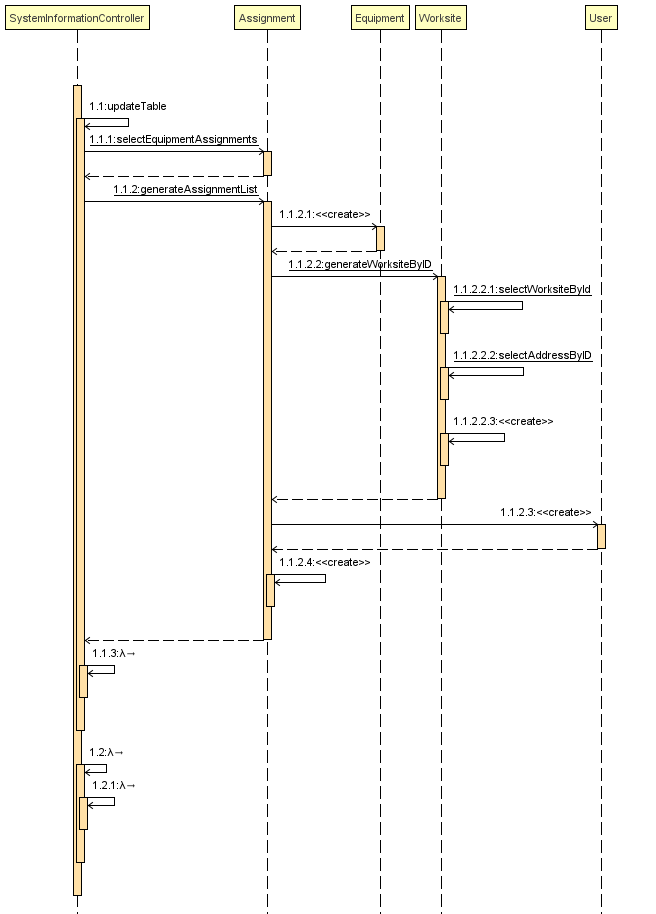 SystemInformationController Assignment Equipment Worksite User
1.1:updateTable
1.1.1:selectEquipmentAssignments
1.1.2:generateAssignmentList
1.1.2.1:<<create>>
1.1.2.2:generateWorksiteByID
1.1.2.2.1:selectWorksiteById
1.1.2.2.2:selectAddressByID
1.1.2.2.3:<<create>>
1.1.2.3:<<create>>
1.1.2.4:<<create>>
1.1.3:λ→
1.2:λ→
1.2.1:λ→